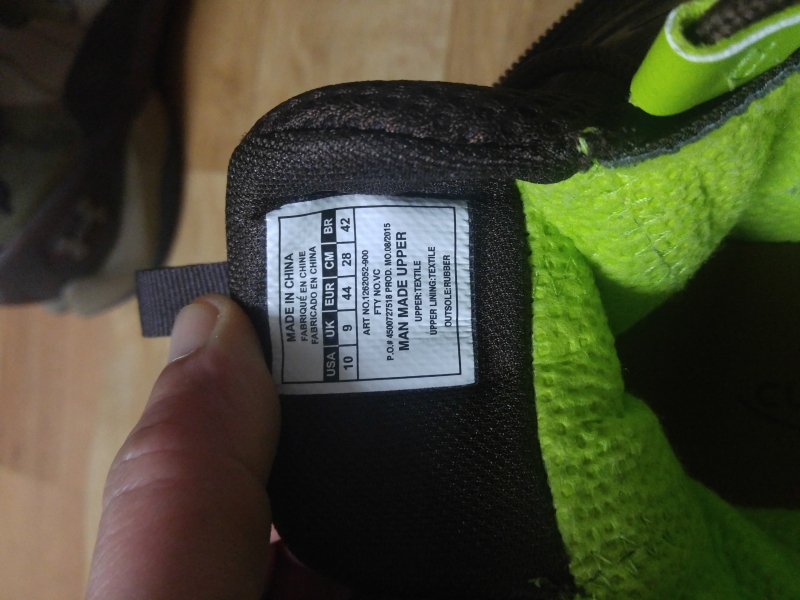 MADE IN CHINA
FABRIQUÉ EN CHINE
FABRICADO EN CHINA
USA UK EUR CM BR
10 9 44 28 42
ART NO.1262052-900
FTY NO.VC
P.O.# 4500727518 PROD. MO.08/2015
MAN MADE UPPER
UPPER:TEXTILE
UPPER LINING:TEXTILE
OUTSOLE:RUBBER